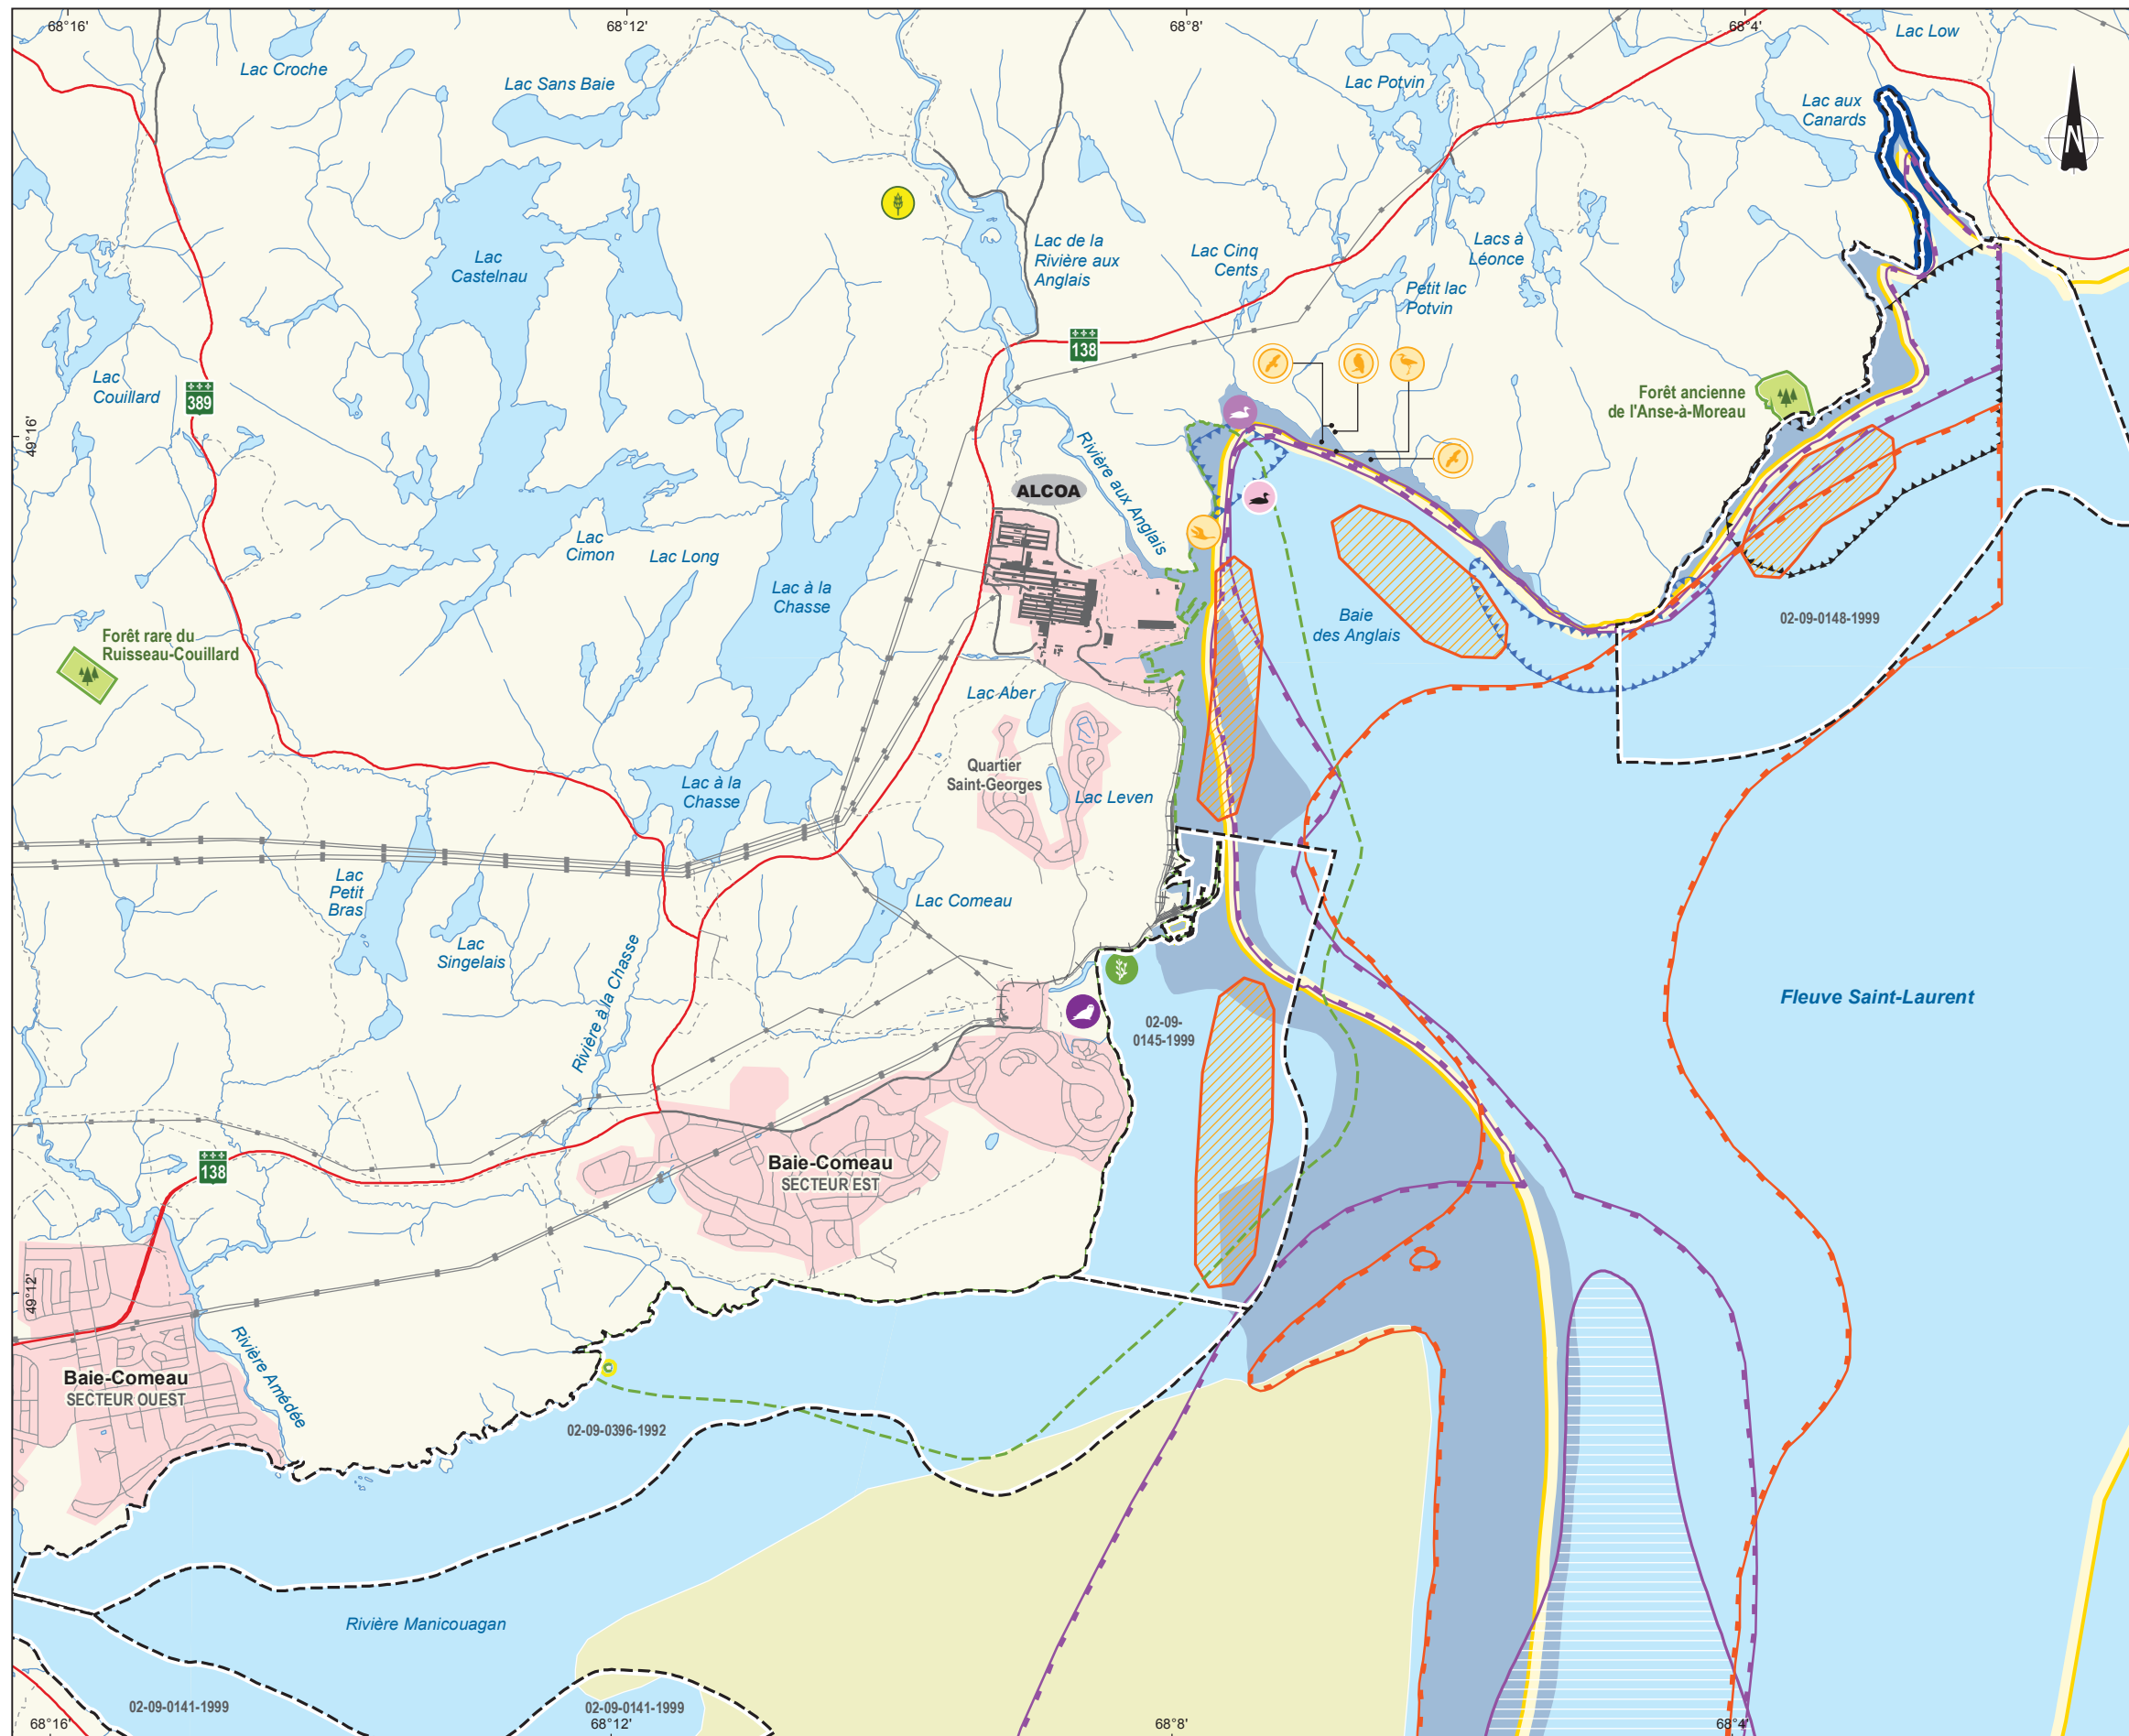 68°16'
68°12'
68°8'
68°4'
Lac Low
Lac Croche
Lac Sans Baie
Lac Potvin
Lac aux
Canards
N
Lac
Castelnau
Lac de la
Rivière aux
Anglais
Lac Cinq
Cents
Lacs à
Léonce
Petit lac
Potvin
138
Lac
Couillard
389
Forêt ancienne
de l'Anse-à-Moreau
49°16'
Rivière aux Anglais
ALCOA
Lac
Cimon
Lac Long
Lac à la
Chasse
Baie
des Anglais
02-09-0148-1999
Forêt rare du
Ruisseau-Couillard
Lac Aber
Quartier
Saint-Georges
Lac à la
Chasse
Lac Leven
Lac
Petit
Bras
Lac Comeau
Lac
Singelais
Rivière à la Chasse
Fleuve Saint-Laurent
02-09-
0145-1999
138
Baie-Comeau
SECTEUR EST
49°12'
Rivière Amédée
Baie-Comeau
SECTEUR OUEST
02-09-0396-1992
Rivière Manicouagan
02-09-0141-1999
02-09-0141-1999
68°16'
68°12'
68°8'
68°4'